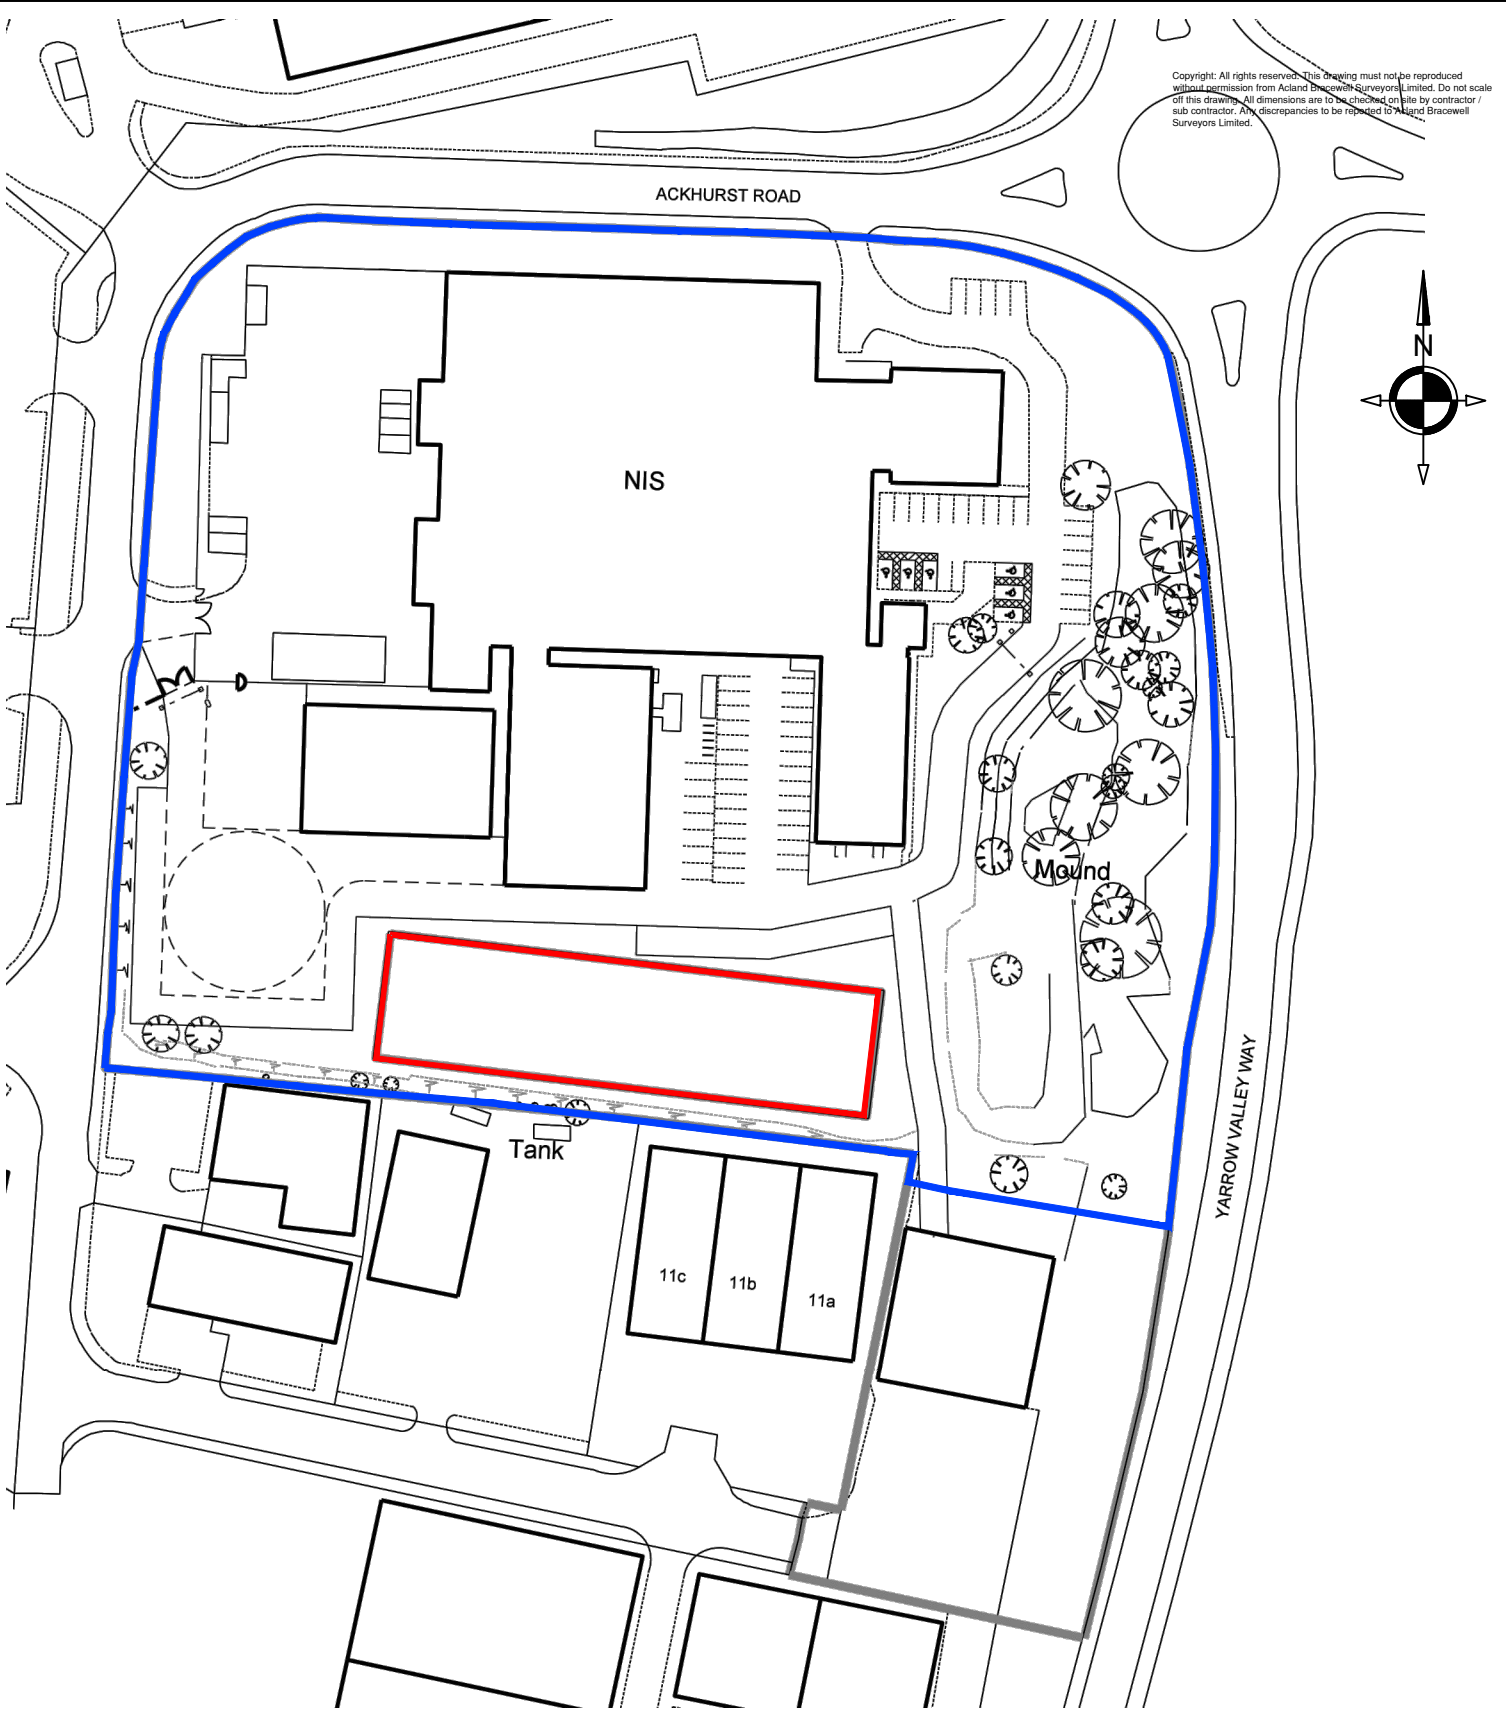 Copyright: All rights reserved. This drawing must not be reproduced
without permission from Acland Bracewell Surveyors Limited. Do not scale
off this drawing. All dimensions are to be checked on site by contractor /
sub contractor. Any discrepancies to be reported to Acland Bracewell
Surveyors Limited.
ACKHURST ROAD
N
NIS
Mound
YARROW VALLEY WAY
Tank
11c
11b
11a